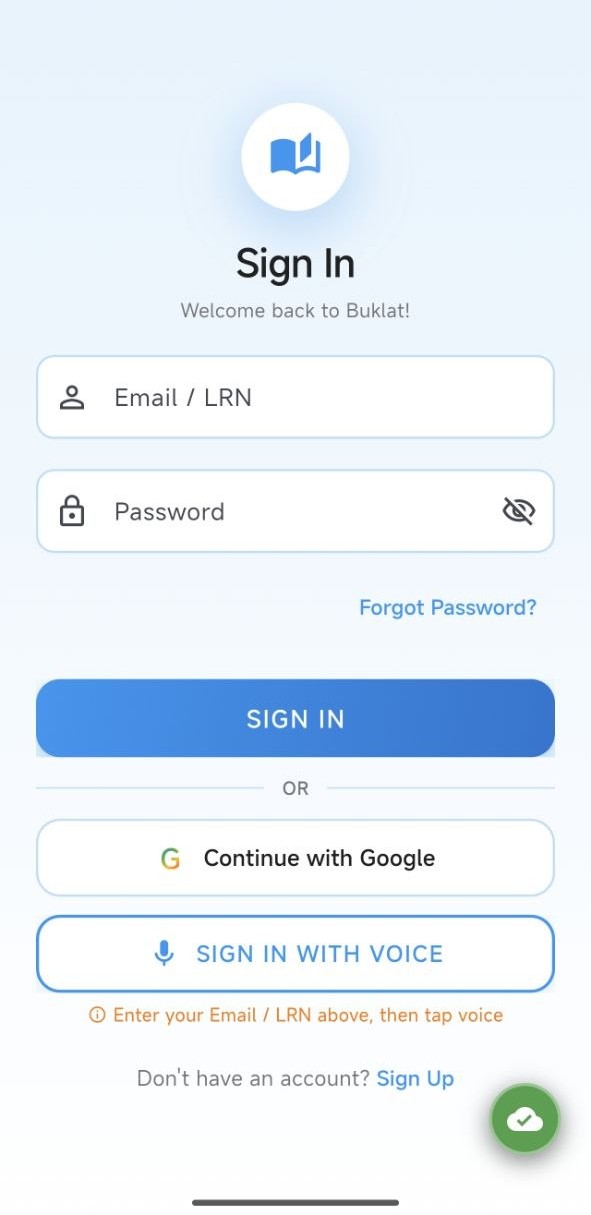 Sign In
Welcome back to Buklat!
Email / LRN
Password
Forgot Password?
SIGN IN
OR
G Continue with Google
SIGN IN WITH VOICE
Enter your Email / LRN above, then tap voice
Don't have an account? Sign Up